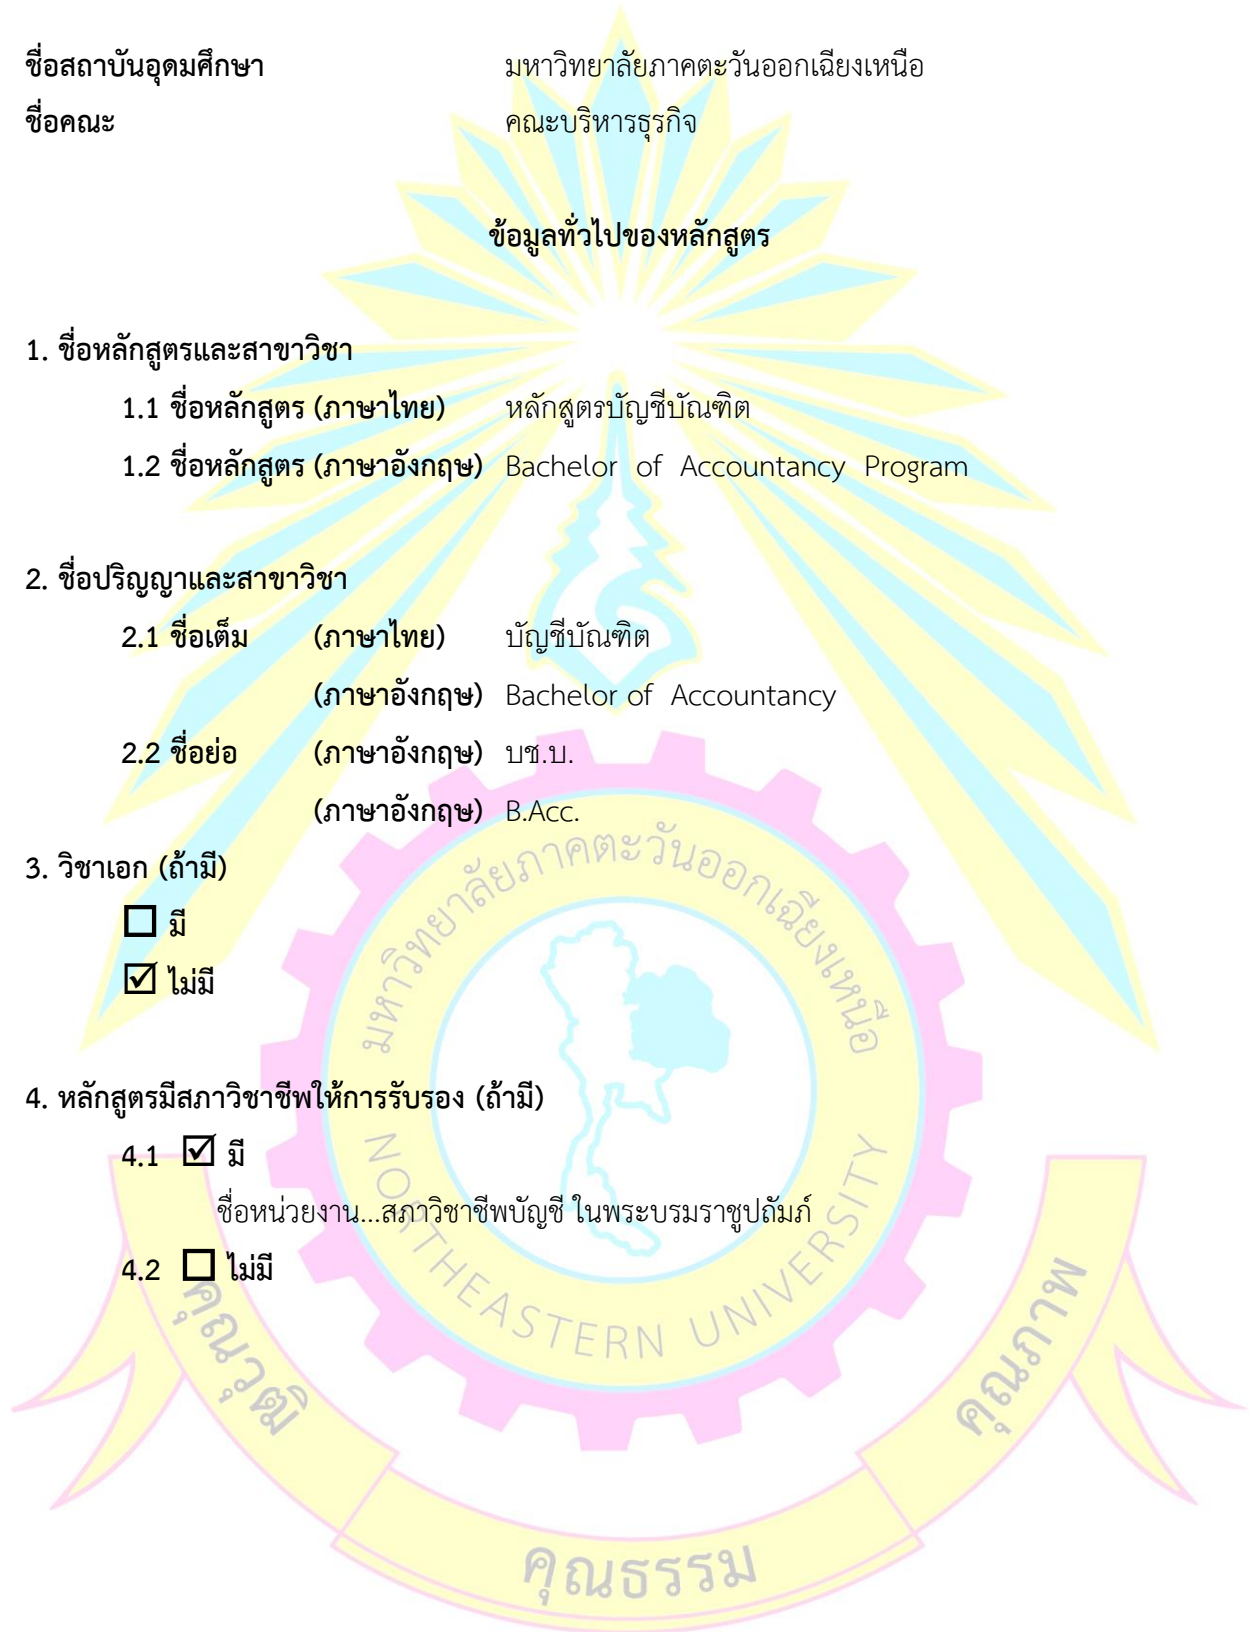 ชื่อสถาบันอุดมศึกษา มหาวิทยาลัยภาคตะวันออกเฉียงเหนือ
ชื่อคณะ คณะบริหารธุรกิจ
ข้อมูลทั่วไปของหลักสูตร
1. ชื่อหลักสูตรและสาขาวิชา
1.1 ชื่อหลักสูตร (ภาษาไทย) หลักสูตรบัญชีบัณฑิต
1.2 ชื่อหลักสูตร (ภาษาอังกฤษ) Bachelor of Accountancy Program
2. ชื่อปริญญาและสาขาวิชา
2.1 ชื่อเต็ม (ภาษาไทย) บัญชีบัณฑิต
(ภาษาอังกฤษ) Bachelor of Accountancy
2.2 ชื่อย่อ (ภาษาอังกฤษ) บช.บ.
(ภาษาอังกฤษ) B.Acc.
3. วิชาเอก (ถ้ามี)
☐ มี
☑ ไม่มี
4. หลักสูตรมีสภาวิชาชีพให้การรับรอง (ถ้ามี)
4.1 ☑ มี
ชื่อหน่วยงาน...สภาวิชาชีพบัญชี ในพระบรมราชูปถัมภ์
4.2 ☐ ไม่มี
มหาวิทยาลัยภาคตะวันออกเฉียงเหนือ
NORTHEASTERN UNIVERSITY
คุณวุฒิ
คุณธรรม
คุณภาพ